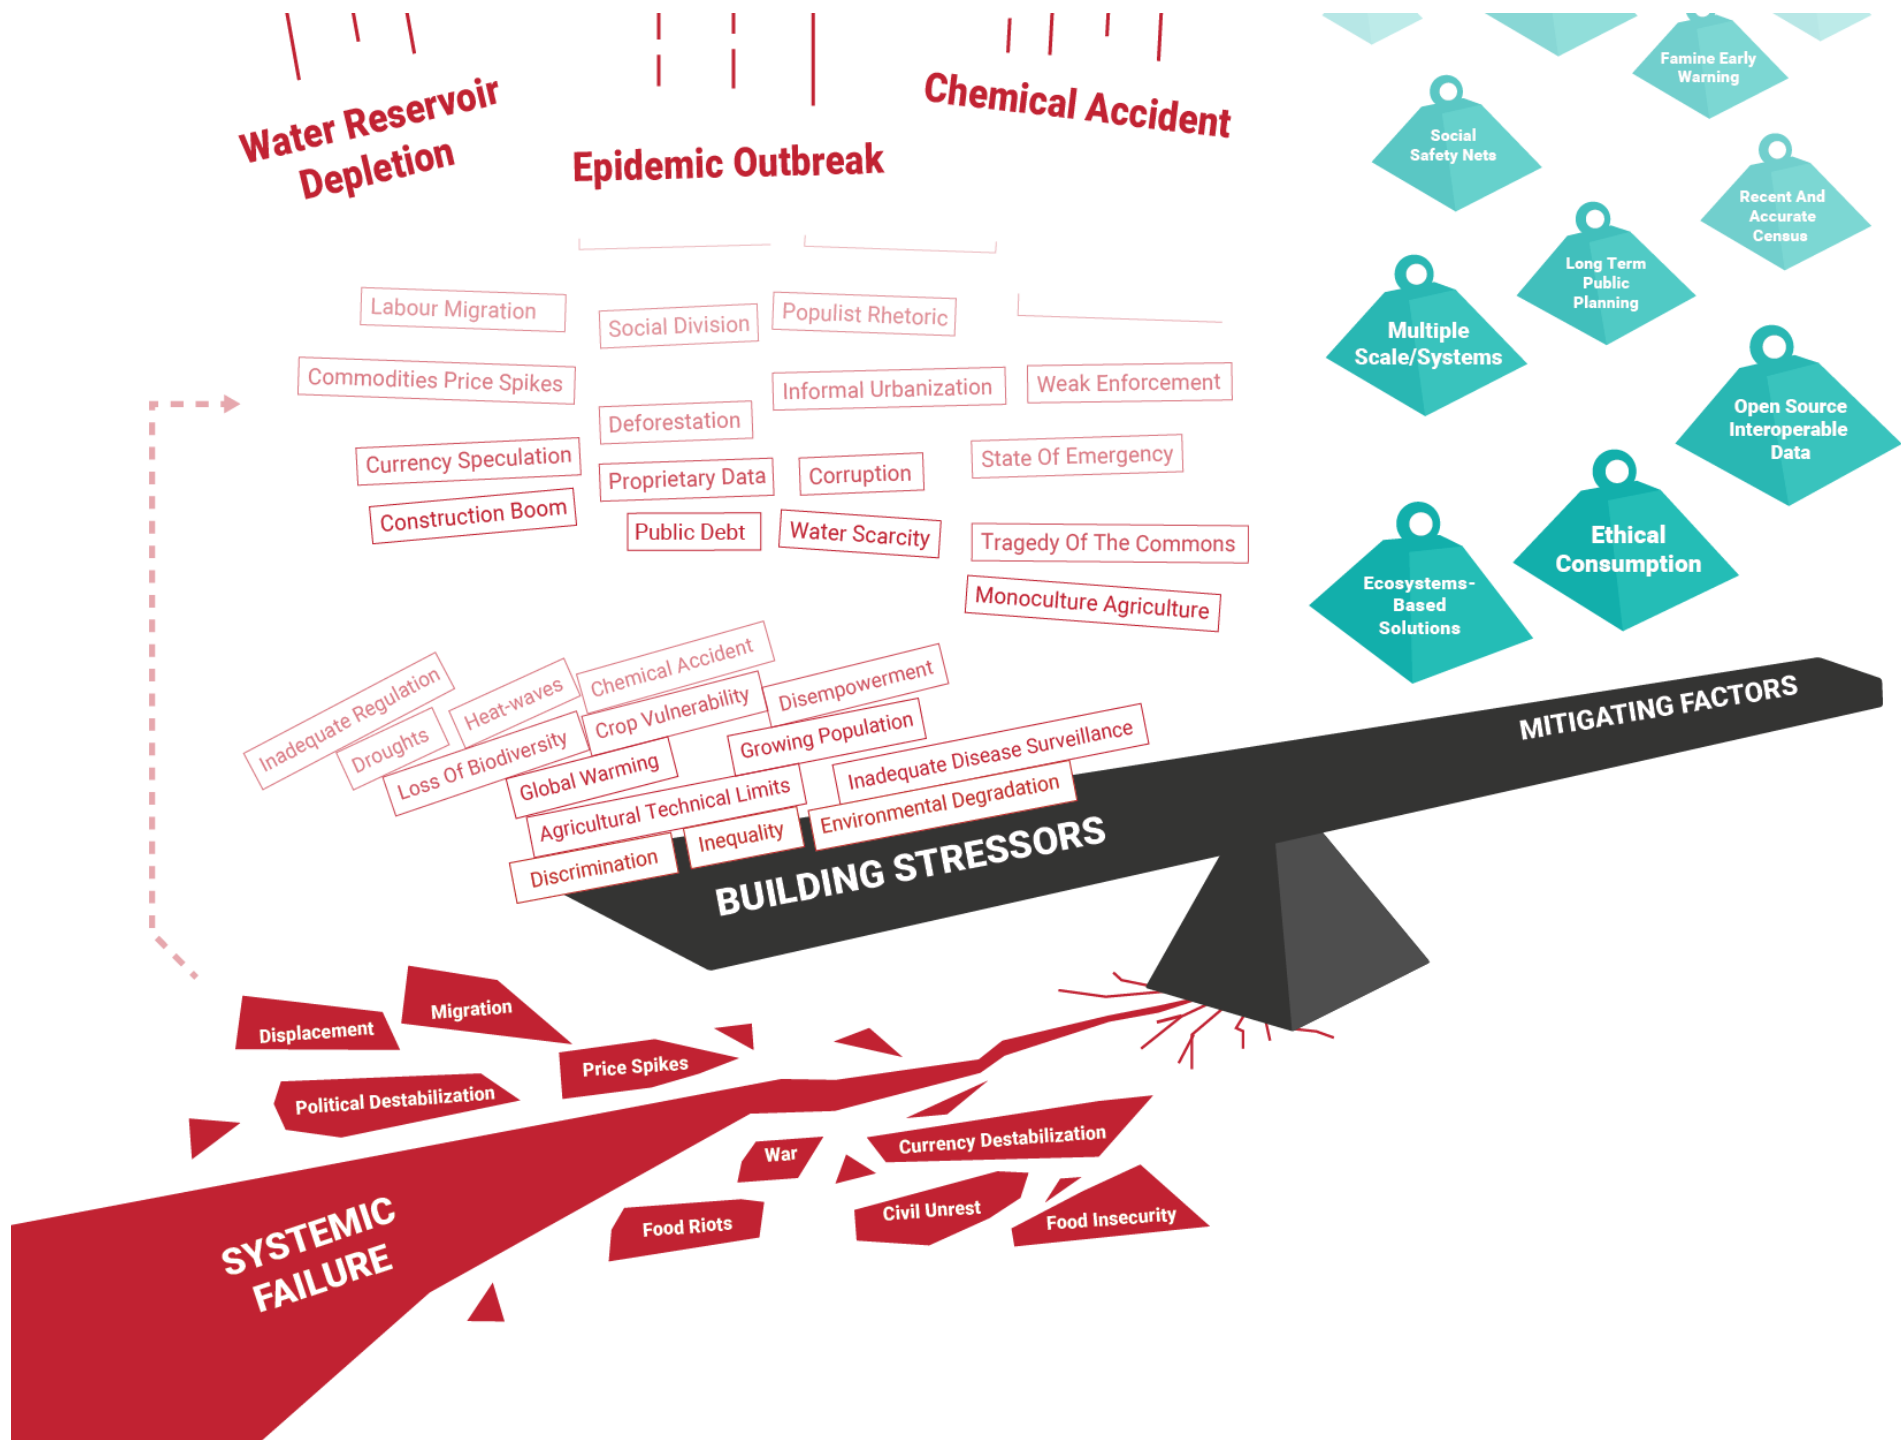 Water Reservoir
Depletion
Epidemic Outbreak
Chemical Accident
Famine Early
Warning
Social
Safety Nets
Recent And
Accurate
Census
Long Term
Public
Planning
Multiple
Scale/Systems
Open Source
Interoperable
Data
Ethical
Consumption
Ecosystems-
Based
Solutions
Labour Migration
Social Division
Populist Rhetoric
Commodities Price Spikes
Informal Urbanization
Weak Enforcement
Deforestation
Currency Speculation
Proprietary Data
Corruption
State Of Emergency
Construction Boom
Public Debt
Water Scarcity
Tragedy Of The Commons
Monoculture Agriculture
Inadequate Regulation
Heat-waves
Chemical Accident
Disempowerment
Droughts
Loss Of Biodiversity
Crop Vulnerability
Growing Population
Global Warming
Inadequate Disease Surveillance
Agricultural Technical Limits
Environmental Degradation
Inequality
Discrimination
BUILDING STRESSORS
MITIGATING FACTORS
Displacement
Migration
Price Spikes
Political Destabilization
War
Currency Destabilization
Food Riots
Civil Unrest
Food Insecurity
SYSTEMIC
FAILURE